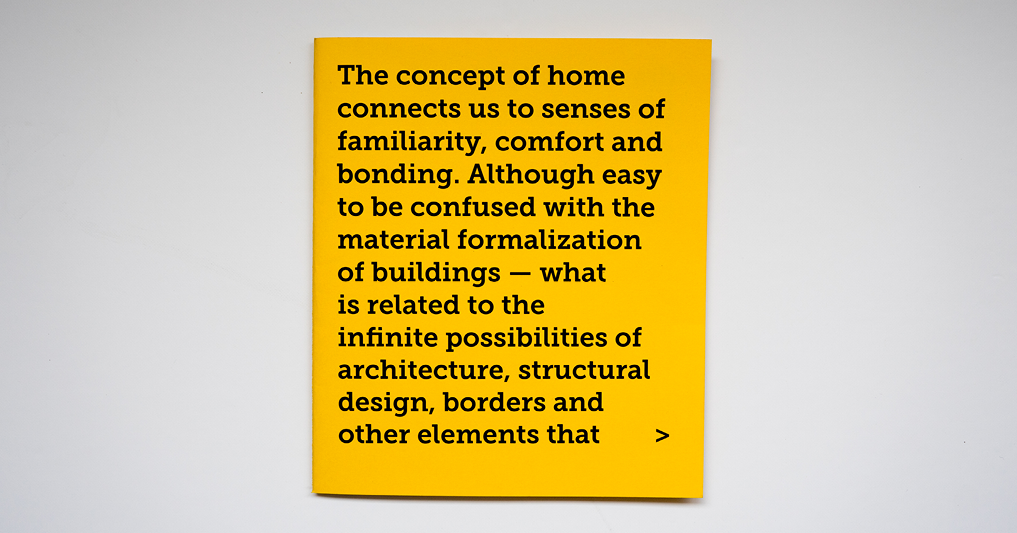 The concept of home
connects us to senses of
familiarity, comfort and
bonding. Although easy
to be confused with the
material formalization
of buildings — what
is related to the
infinite possibilities of
architecture, structural
design, borders and
other elements that >